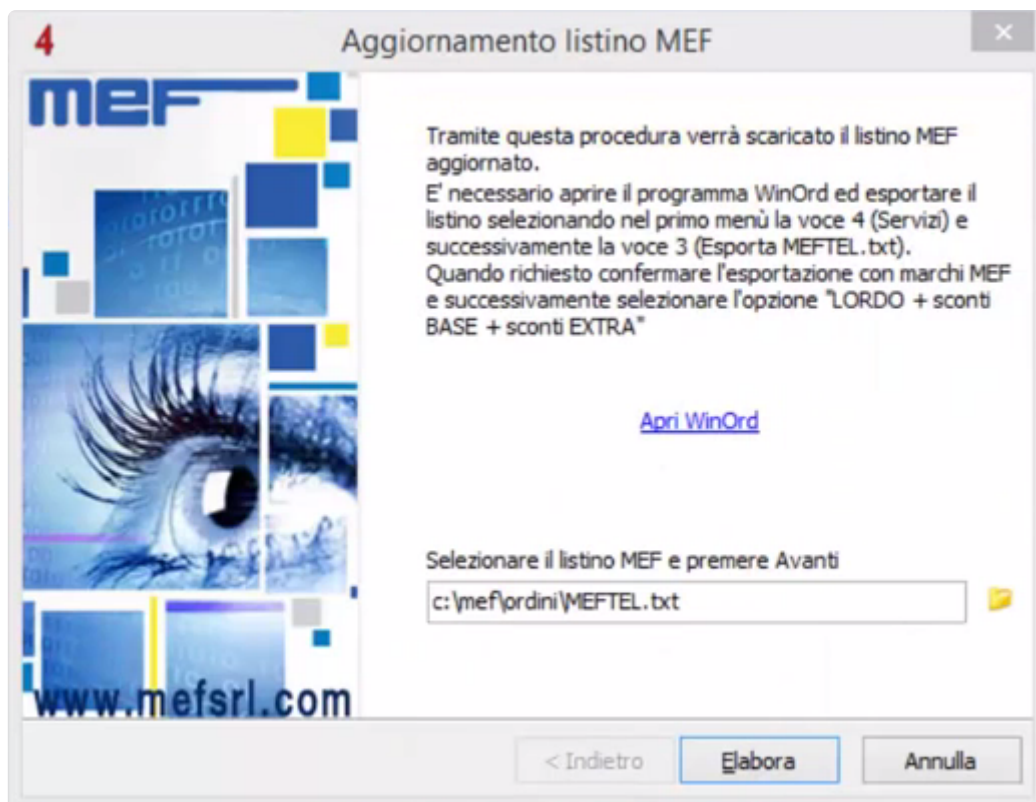 4
Aggiornamento listino MEF
mef
Tramite questa procedura verrà scaricato il listino MEF
aggiornato.
E' necessario aprire il programma WinOrd ed esportare il
listino selezionando nel primo menù la voce 4 (Servizi) e
successivamente la voce 3 (Esporta MEFTEL.txt).
Quando richiesto confermare l'esportazione con marchi MEF
e successivamente selezionare l'opzione "LORDO + sconti
BASE + sconti EXTRA"
Apri WinOrd
Selezionare il listino MEF e premere Avanti
c:\mef\ordini\MEFTEL.txt
www.mefsrl.com
< Indietro
Elabora
Annulla